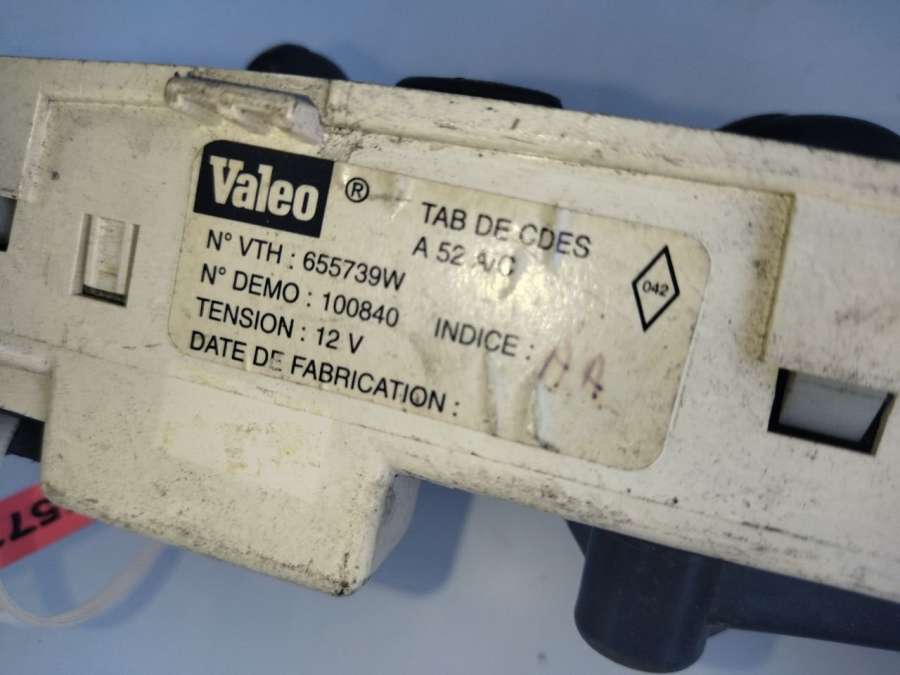 Valeo ®
TAB DE CDES
A 52 A/C
N° VTH : 655739W
N° DEMO : 100840
INDICE : A A
TENSION : 12 V
DATE DE FABRICATION :
042